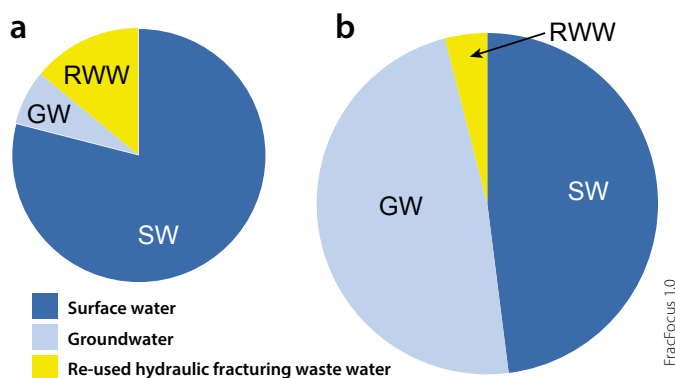 a
RWW
GW
SW
b
RWW
GW
SW
Surface water
Groundwater
Re-used hydraulic fracturing waste water
FracFocus 1.0